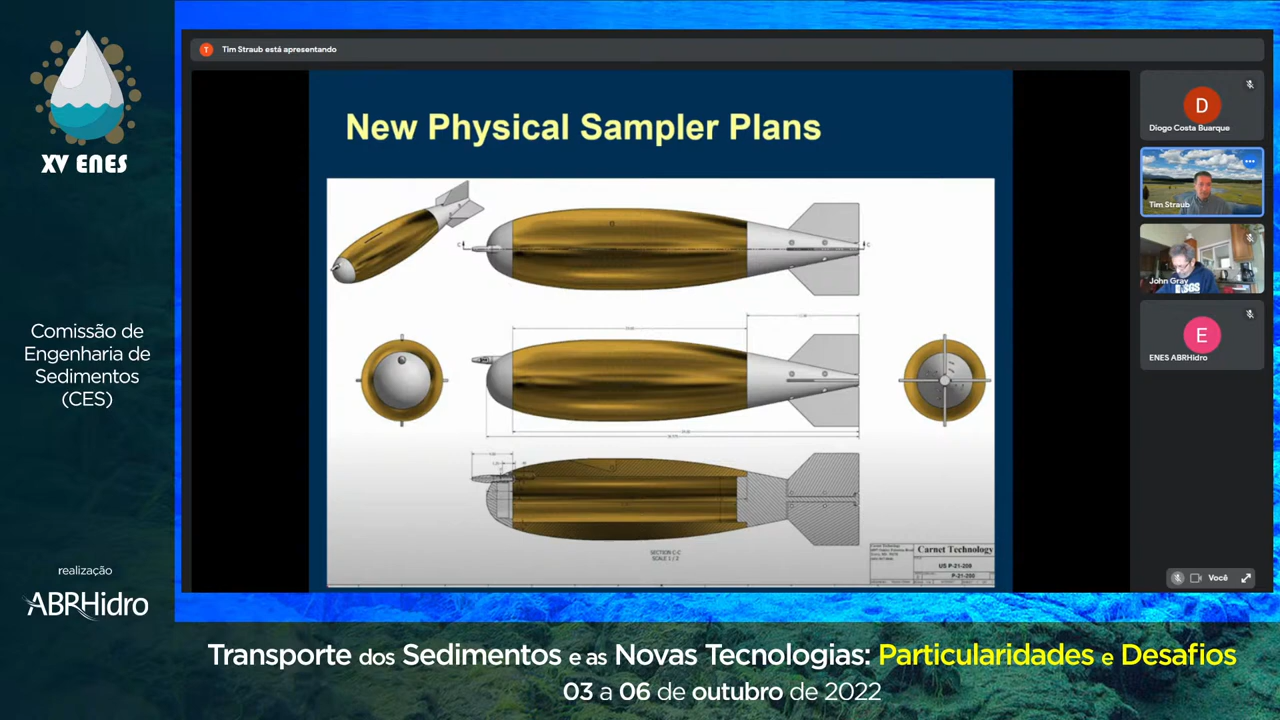 XV ENES
Comissão de
Engenharia de
Sedimentos
(CES)
realização
ABRHidro
T
Tim Straub está apresentando
New Physical Sampler Plans
SECTION C-C
SCALE 1 / 2
Carnet Technology
US P-21-200
P-21-200
D
Diogo Costa Buarque
Tim Straub
John Gray
E
ENES ABRHidro
Você
Transporte dos Sedimentos e as Novas Tecnologias: Particularidades e Desafios
03 a 06 de outubro de 2022